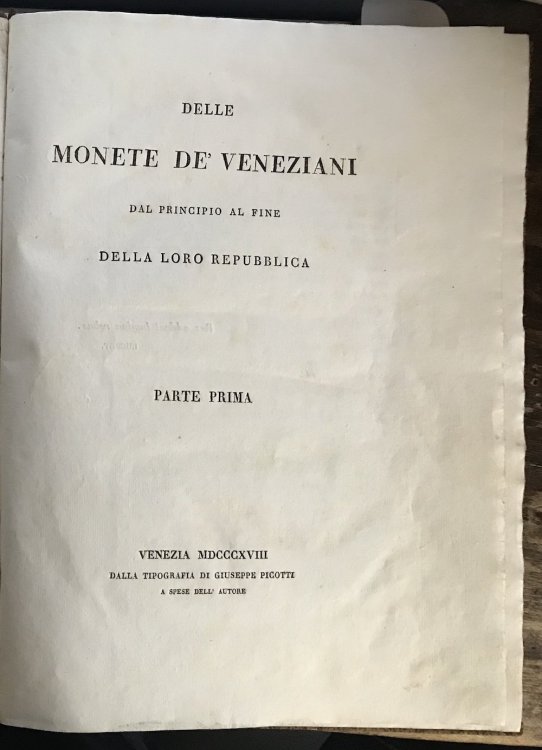 DELLE
MONETE DE' VENEZIANI
DAL PRINCIPIO AL FINE
DELLA LORO REPUBBLICA
PARTE PRIMA
VENEZIA MDCCCXVIII
DALLA TIPOGRAFIA DI GIUSEPPE PICOTTI
A SPESE DELL' AUTORE